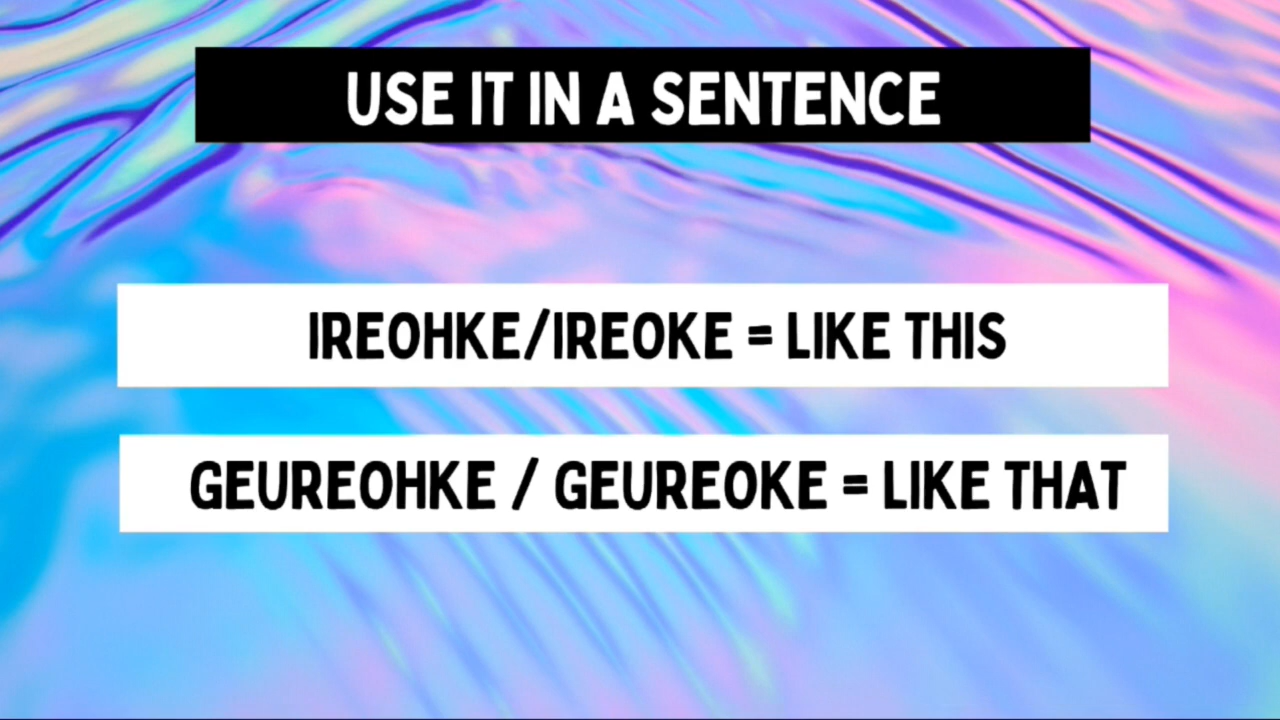 USE IT IN A SENTENCE
IREOHKE/IREOKE = LIKE THIS
GEUREOHKE / GEUREOKE = LIKE THAT